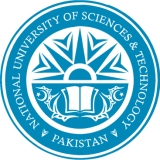 NATIONAL UNIVERSITY OF SCIENCES & TECHNOLOGY
PAKISTAN